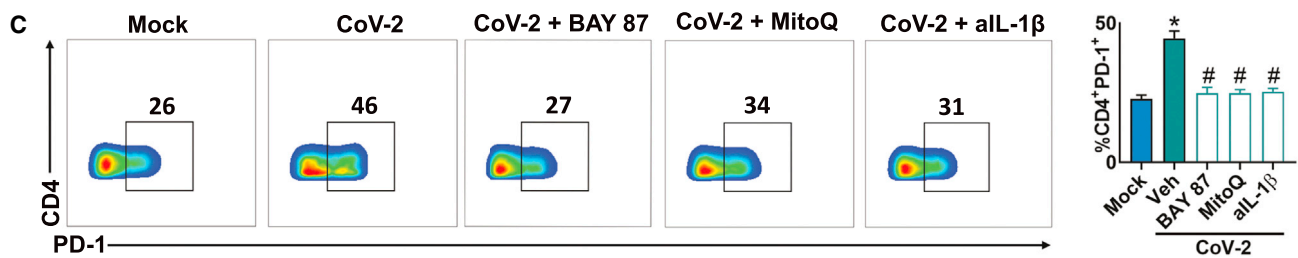 C
Mock CoV-2 CoV-2 + BAY 87 CoV-2 + MitoQ CoV-2 + aIL-1β
26 46 27 34 31
CD4
PD-1
%CD4⁺PD-1⁺
50
0
* # # #
Mock
Veh
BAY 87
MitoQ
aIL-1β
CoV-2